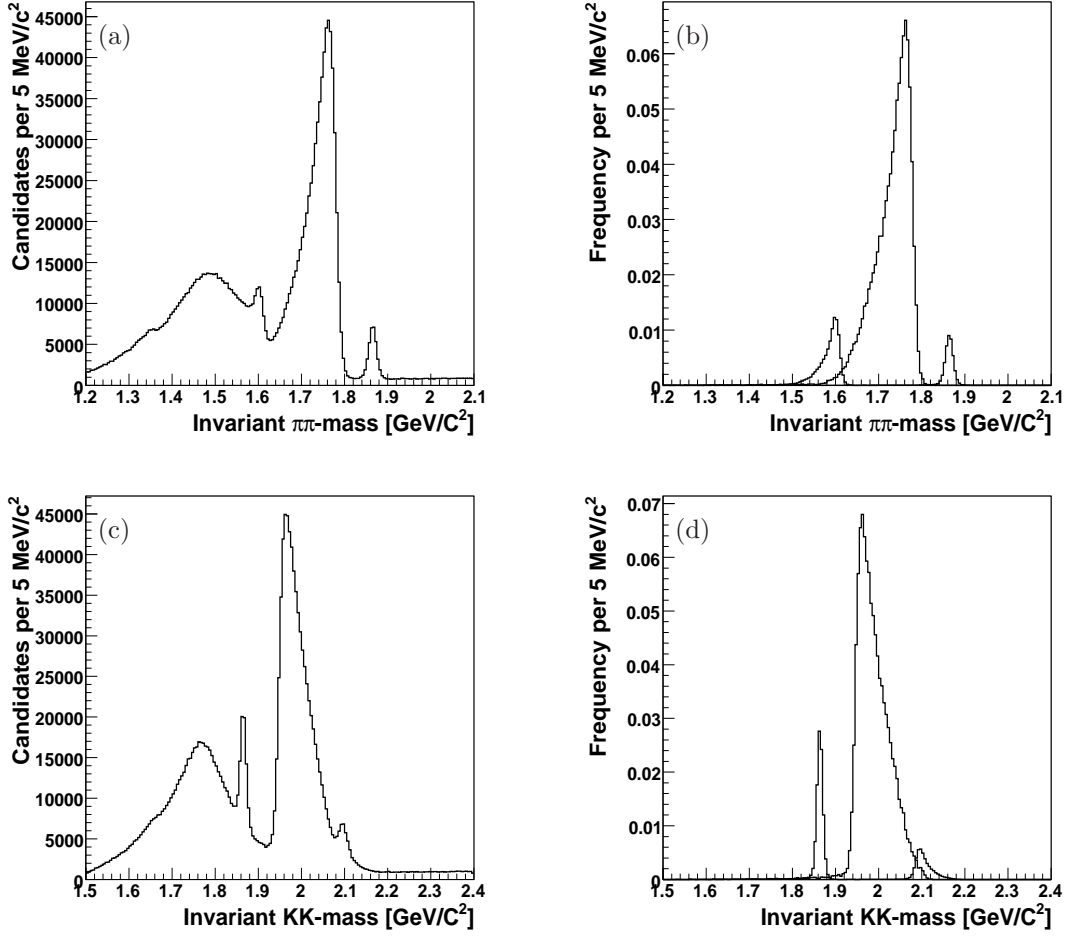 (a)
Candidates per 5 MeV/c²
45000
40000
35000
30000
25000
20000
15000
10000
5000
0
1.2 1.3 1.4 1.5 1.6 1.7 1.8 1.9 2 2.1
Invariant ππ-mass [GeV/C²]
(b)
Frequency per 5 MeV/c²
0.06
0.05
0.04
0.03
0.02
0.01
0
1.2 1.3 1.4 1.5 1.6 1.7 1.8 1.9 2 2.1
Invariant ππ-mass [GeV/C²]
(c)
Candidates per 5 MeV/c²
45000
40000
35000
30000
25000
20000
15000
10000
5000
0
1.5 1.6 1.7 1.8 1.9 2 2.1 2.2 2.3 2.4
Invariant KK-mass [GeV/C²]
(d)
Frequency per 5 MeV/c²
0.07
0.06
0.05
0.04
0.03
0.02
0.01
0
1.5 1.6 1.7 1.8 1.9 2 2.1 2.2 2.3 2.4
Invariant KK-mass [GeV/C²]